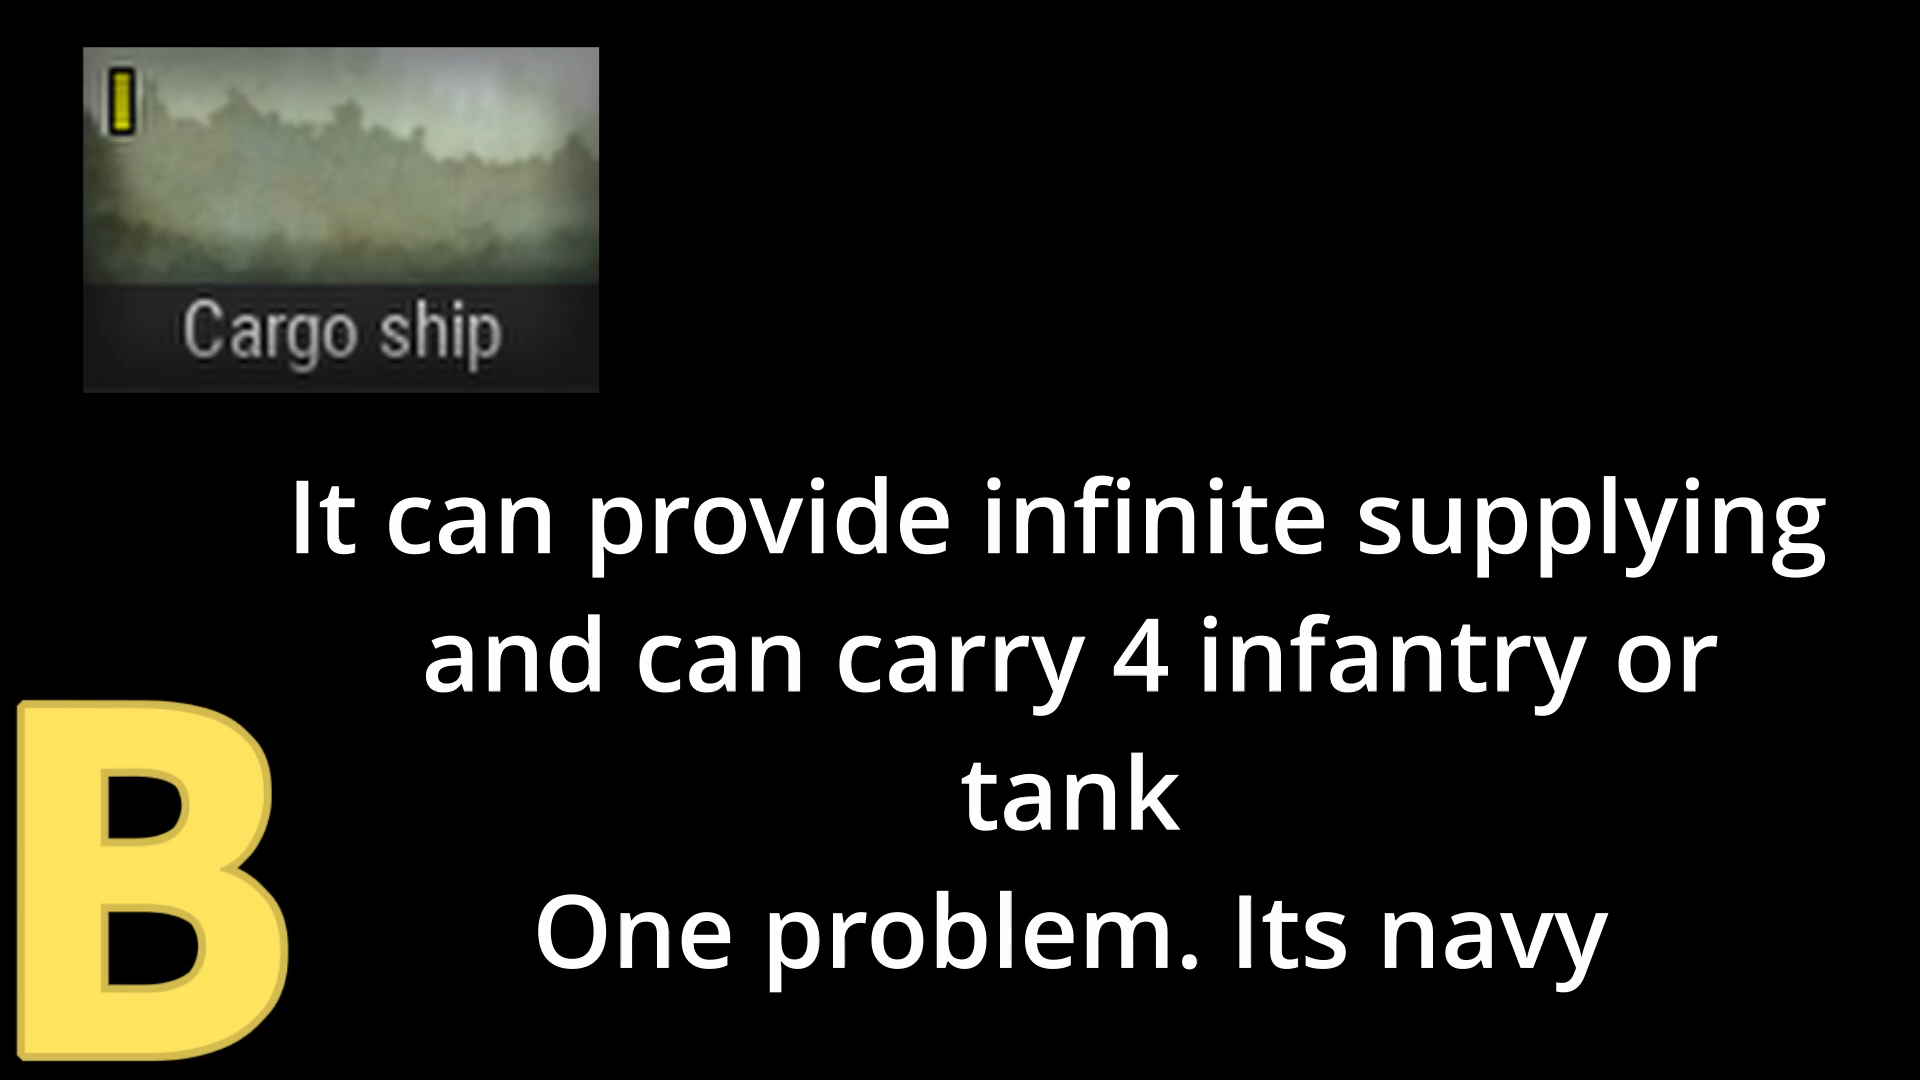 Cargo ship
It can provide infinite supplying
and can carry 4 infantry or
tank
One problem. Its navy
B